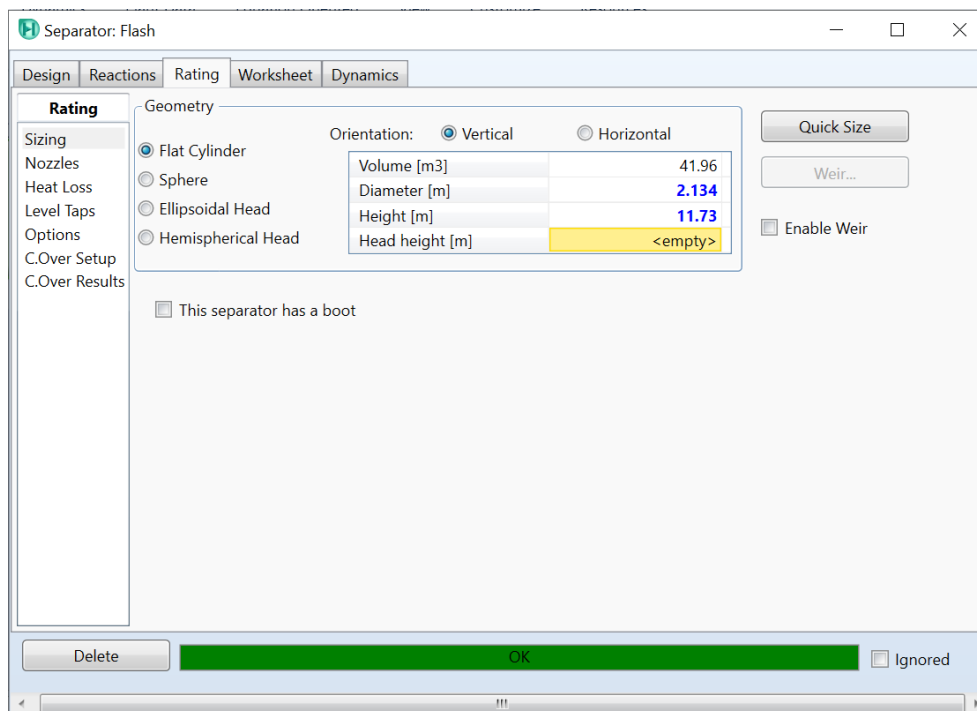 Separator: Flash
Design Reactions Rating Worksheet Dynamics
Rating
Sizing
Nozzles
Heat Loss
Level Taps
Options
C.Over Setup
C.Over Results
Geometry
Flat Cylinder
Sphere
Ellipsoidal Head
Hemispherical Head
Orientation: Vertical Horizontal
Volume [m3] 41.96
Diameter [m] 2.134
Height [m] 11.73
Head height [m] <empty>
Quick Size
Weir...
Enable Weir
This separator has a boot
Delete OK Ignored